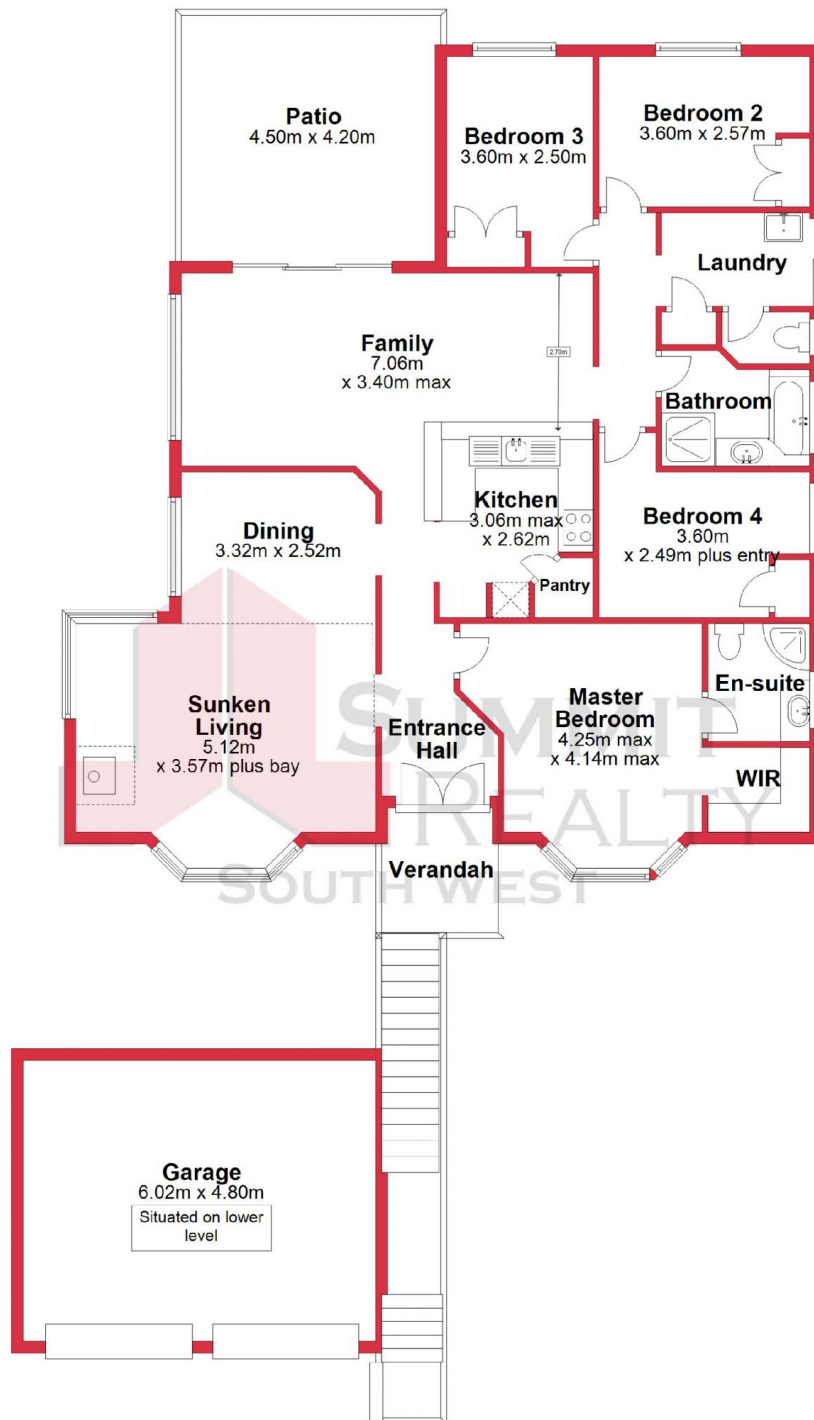 Patio
4.50m x 4.20m
Bedroom 3
3.60m x 2.50m
Bedroom 2
3.60m x 2.57m
Laundry
Family
7.06m
x 3.40m max
2.70m
Bathroom
Kitchen
3.06m max
x 2.62m
Pantry
Dining
3.32m x 2.52m
Bedroom 4
3.60m
x 2.49m plus entry
Sunken
Living
5.12m
x 3.57m plus bay
Entrance
Hall
Master
Bedroom
4.25m max
x 4.14m max
En-suite
WIR
SUMMIT
REALTY
SOUTH WEST
Verandah
Garage
6.02m x 4.80m
Situated on lower
level